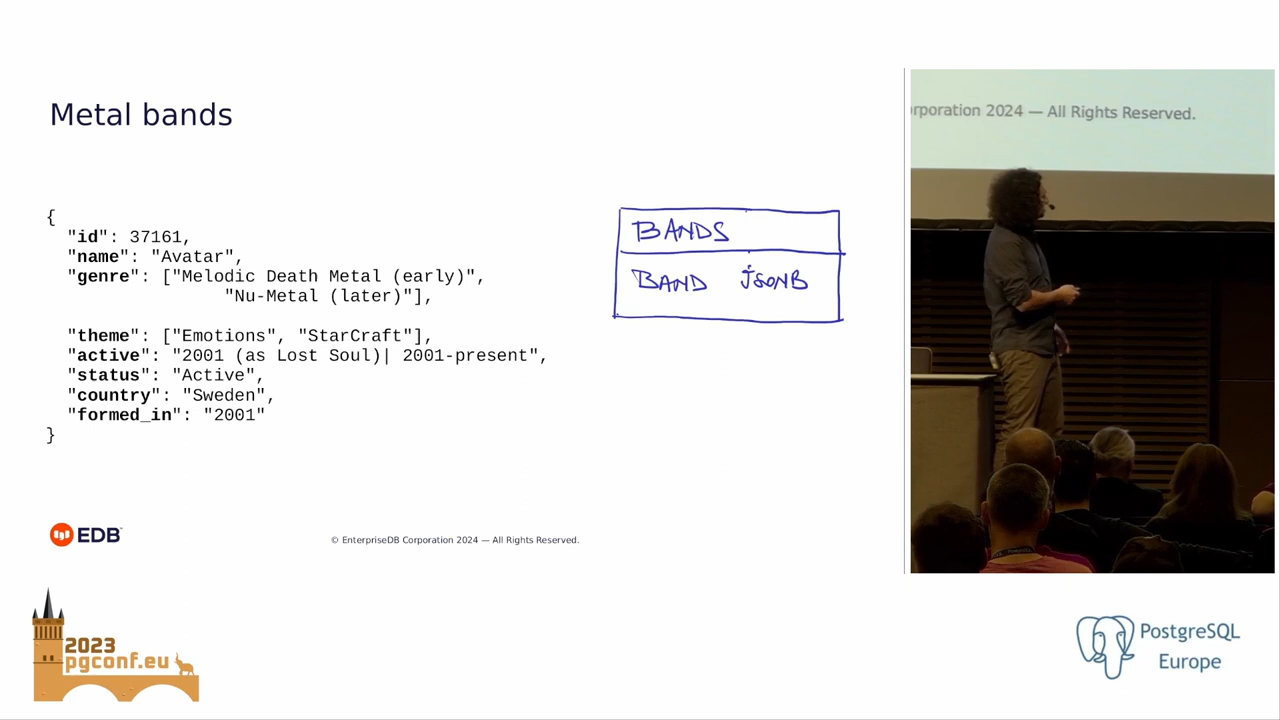 Metal bands
{
"id": 37161,
"name": "Avatar",
"genre": ["Melodic Death Metal (early)",
"Nu-Metal (later)"],
"theme": ["Emotions", "StarCraft"],
"active": "2001 (as Lost Soul)| 2001-present",
"status": "Active",
"country": "Sweden",
"formed_in": "2001"
}
BANDS
BAND jsonB
EDB
© EnterpriseDB Corporation 2024 — All Rights Reserved.
orporation 2024 — All Rights Reserved.
2023
pgconf.eu
PostgreSQL
Europe